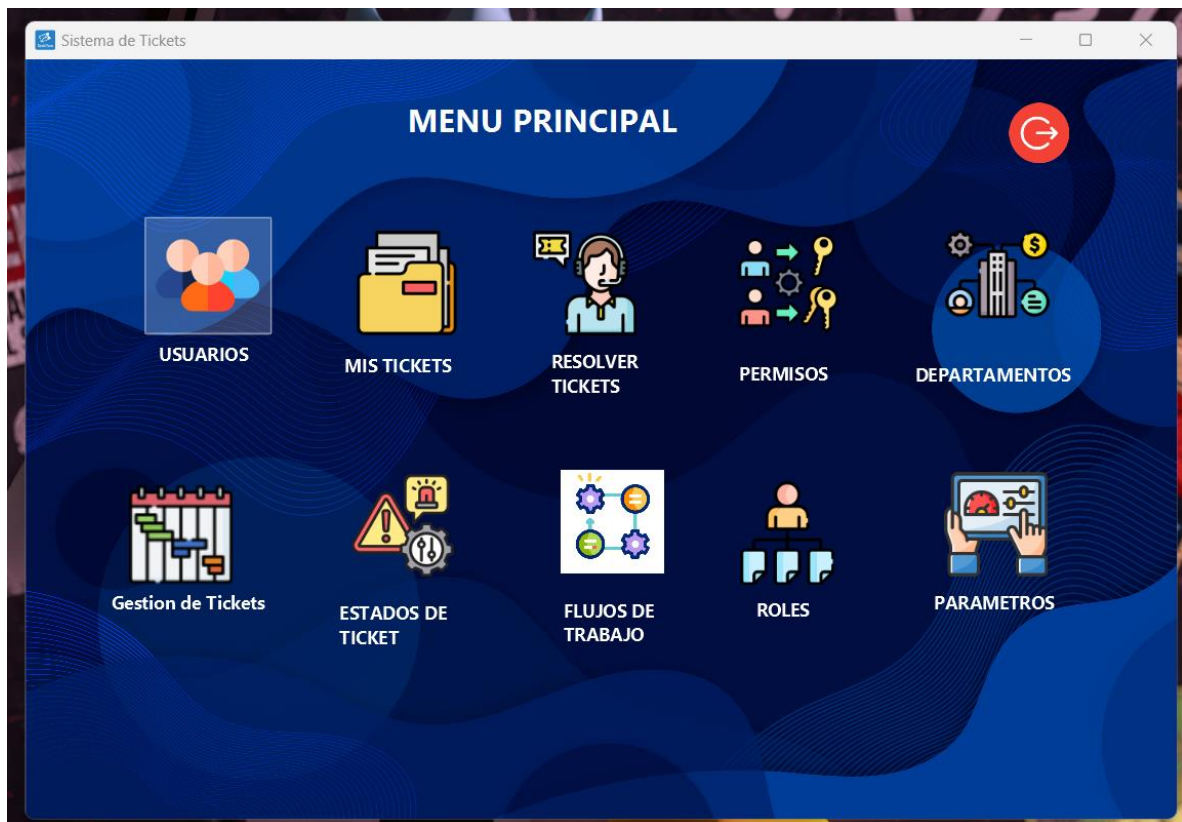 Sistema de Tickets
MENU PRINCIPAL
USUARIOS
MIS TICKETS
RESOLVER
TICKETS
PERMISOS
DEPARTAMENTOS
Gestion de Tickets
ESTADOS DE
TICKET
FLUJOS DE
TRABAJO
ROLES
PARAMETROS